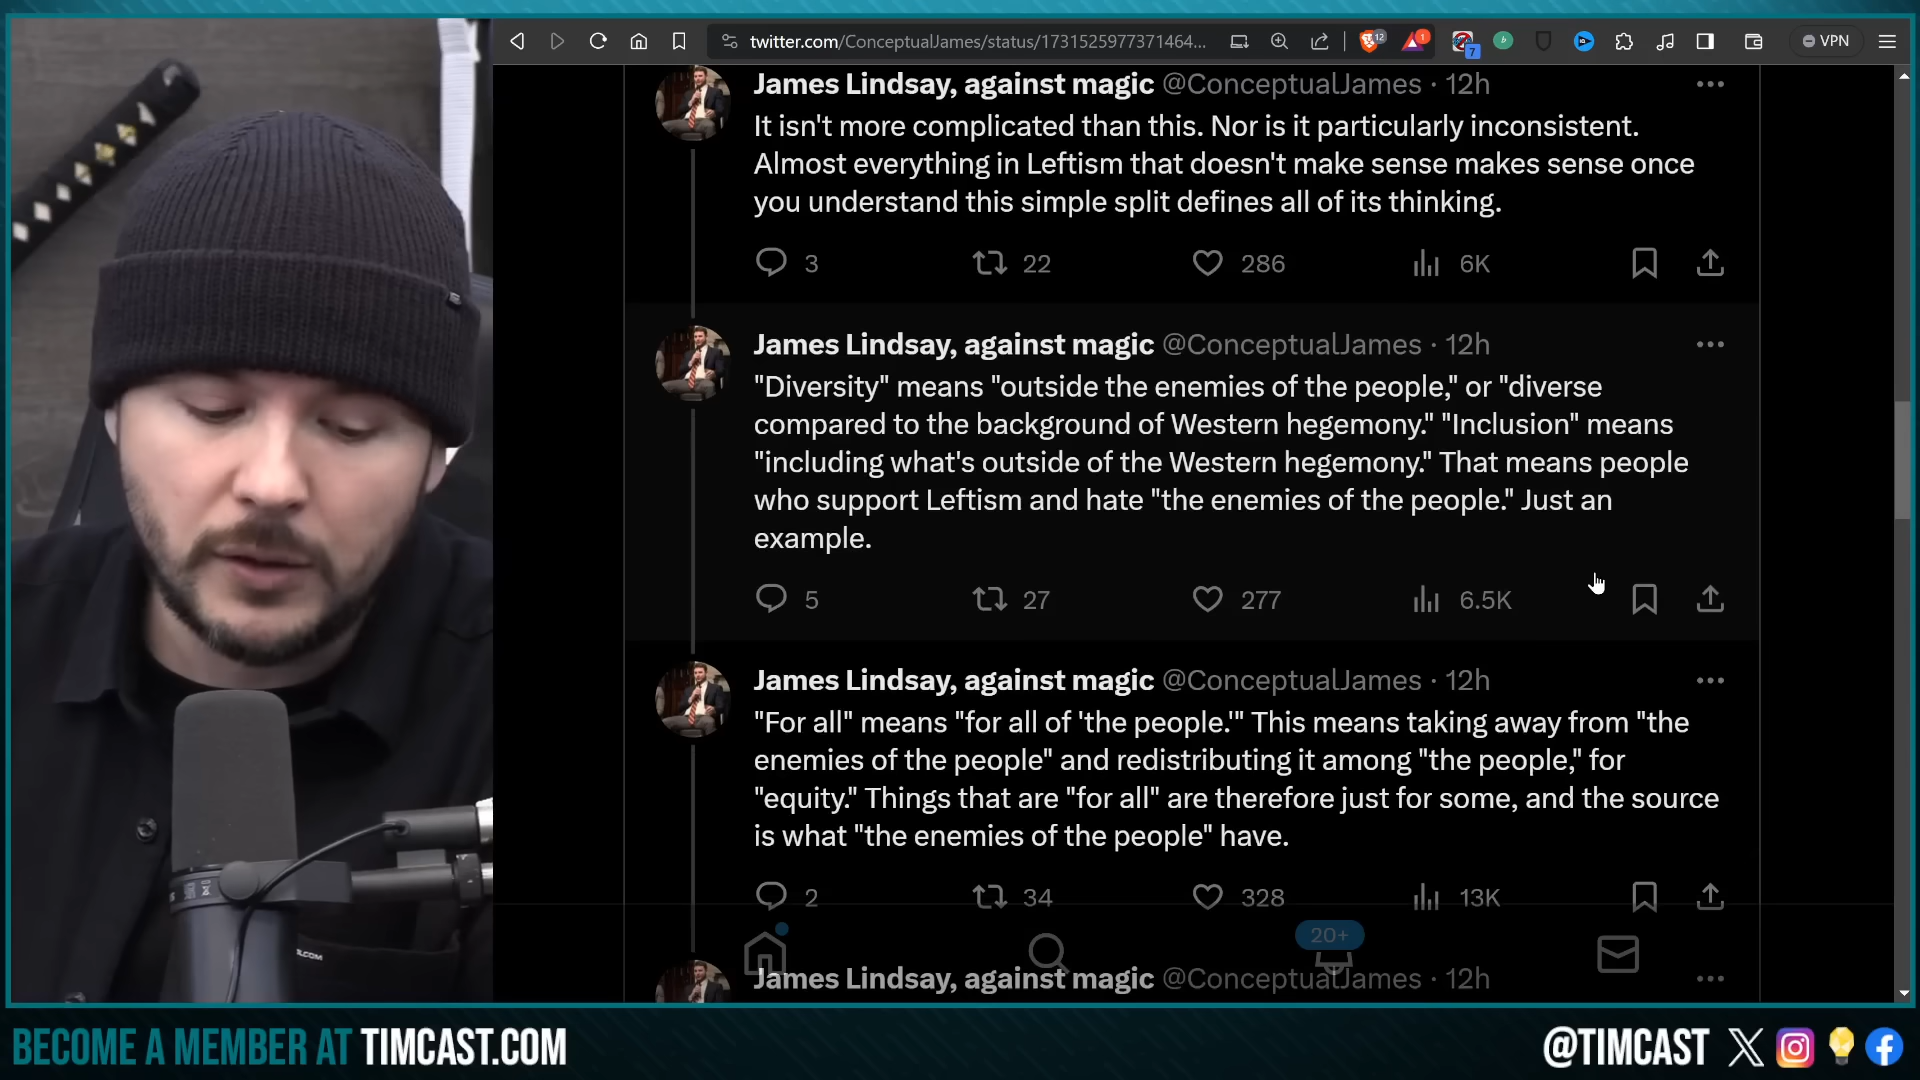 twitter.com/ConceptualJames/status/1731525977371464...
12
1
7
VPN
James Lindsay, against magic @ConceptualJames · 12h
It isn't more complicated than this. Nor is it particularly inconsistent.
Almost everything in Leftism that doesn't make sense makes sense once
you understand this simple split defines all of its thinking.
3 22 286 6K
James Lindsay, against magic @ConceptualJames · 12h
"Diversity" means "outside the enemies of the people," or "diverse
compared to the background of Western hegemony." "Inclusion" means
"including what's outside of the Western hegemony." That means people
who support Leftism and hate "the enemies of the people." Just an
example.
5 27 277 6.5K
James Lindsay, against magic @ConceptualJames · 12h
"For all" means "for all of 'the people.'" This means taking away from "the
enemies of the people" and redistributing it among "the people," for
"equity." Things that are "for all" are therefore just for some, and the source
is what "the enemies of the people" have.
2 34 328 13K
20+
James Lindsay, against magic @ConceptualJames · 12h
BECOME A MEMBER AT TIMCAST.COM
@TIMCAST